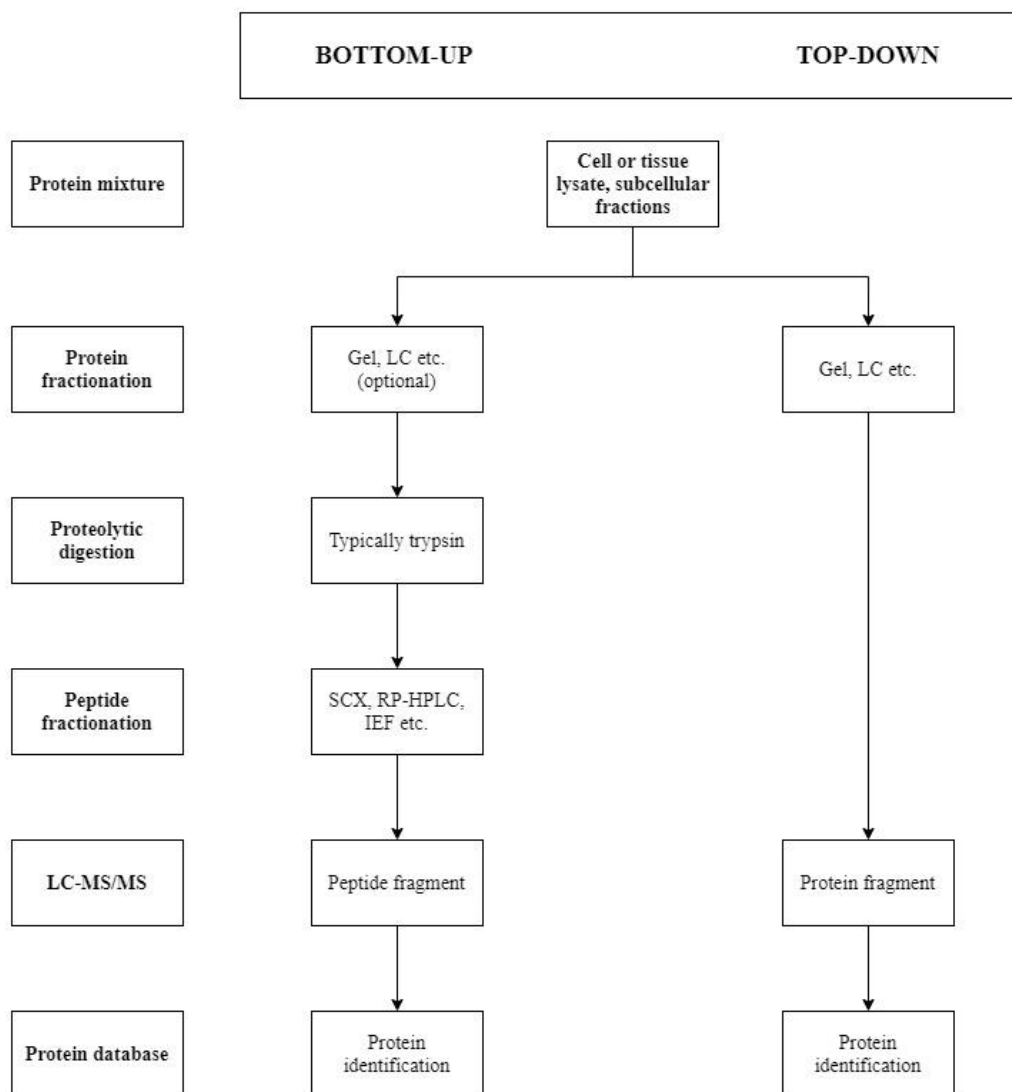 BOTTOM-UP TOP-DOWN
Protein mixture
Cell or tissue
lysate, subcellular
fractions
Protein
fractionation
Gel, LC etc.
(optional)
Gel, LC etc.
Proteolytic
digestion
Typically trypsin
Peptide
fractionation
SCX, RP-HPLC,
IEF etc.
LC-MS/MS
Peptide fragment
Protein fragment
Protein database
Protein
identification
Protein
identification